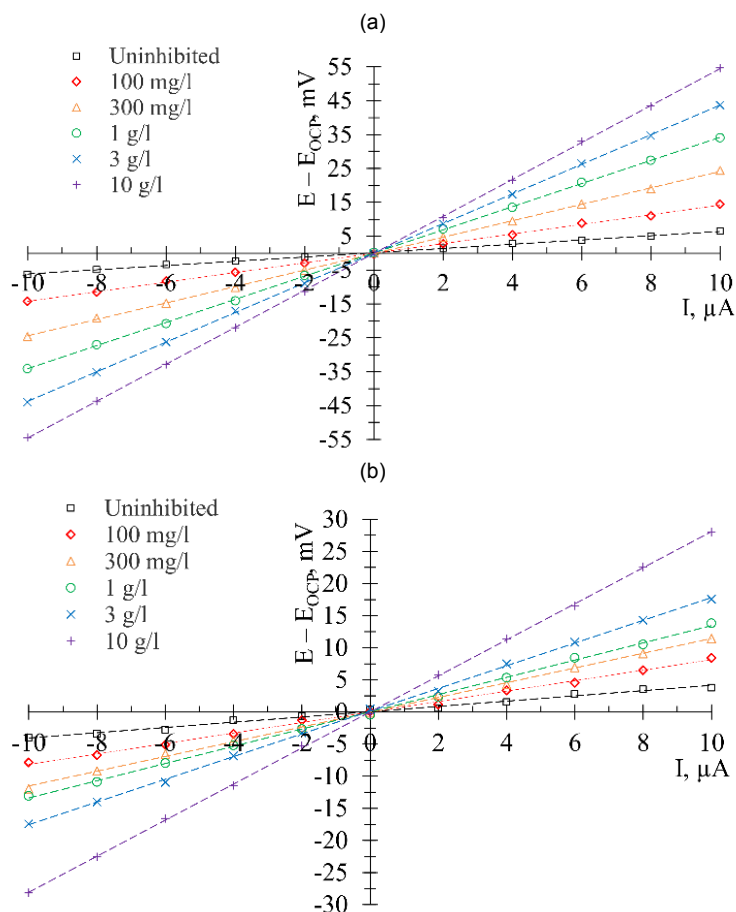 (a)
Uninhibited
100 mg/l
300 mg/l
1 g/l
3 g/l
10 g/l
E – E_OCP, mV
55
45
35
25
15
5
-10 -8 -6 -4 -2 0 2 4 6 8 10
I, µA
-15
-25
-35
-45
-55
(b)
Uninhibited
100 mg/l
300 mg/l
1 g/l
3 g/l
10 g/l
E – E_OCP, mV
30
25
20
15
10
5
0
-10 -8 -6 -4 -2 0 2 4 6 8 10
-5
I, µA
-10
-15
-20
-25
-30